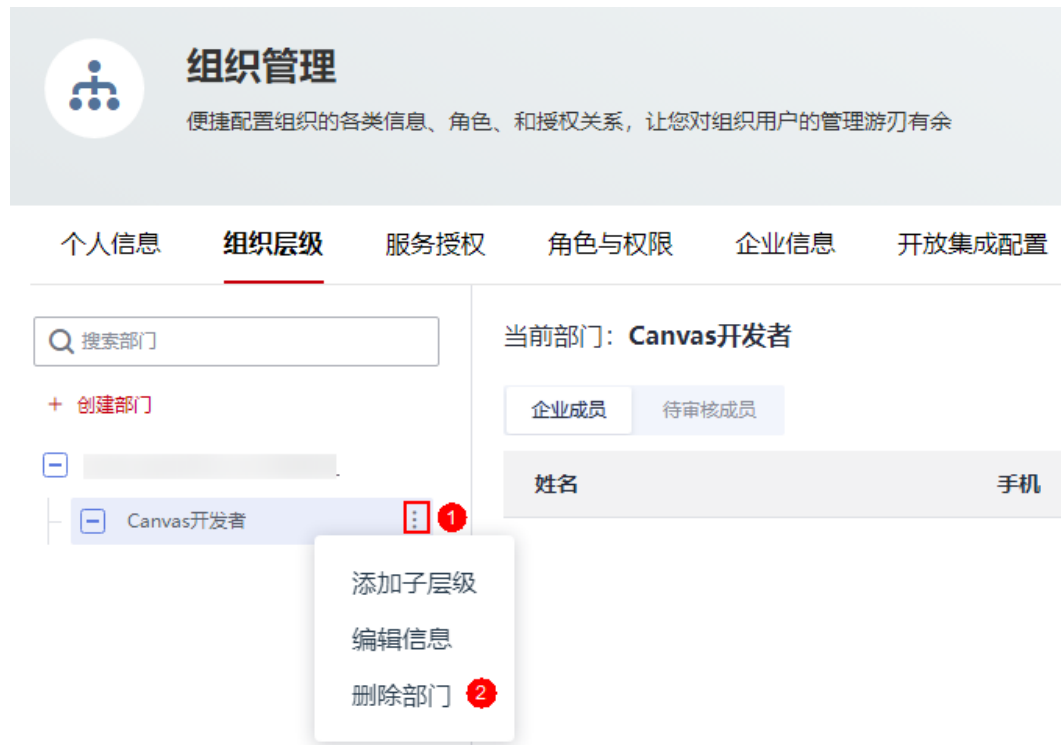 组织管理
便捷配置组织的各类信息、角色、和授权关系，让您对组织用户的管理游刃有余
个人信息 组织层级 服务授权 角色与权限 企业信息 开放集成配置
搜索部门
+ 创建部门
Canvas开发者
1
添加子层级
编辑信息
删除部门 2
当前部门：Canvas开发者
企业成员 待审核成员
姓名 手机